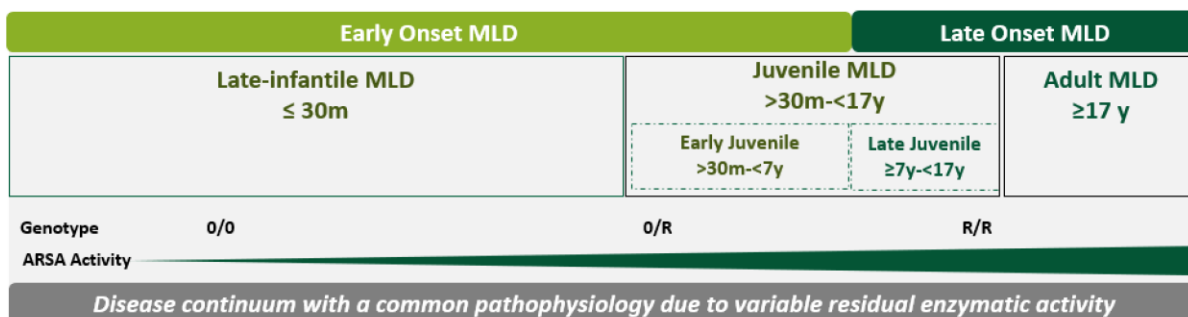 Early Onset MLD
Late Onset MLD
Late-infantile MLD
≤ 30m
Juvenile MLD
>30m-<17y
Early Juvenile
>30m-<7y
Late Juvenile
≥7y-<17y
Adult MLD
≥17 y
Genotype 0/0 0/R R/R
ARSA Activity
Disease continuum with a common pathophysiology due to variable residual enzymatic activity